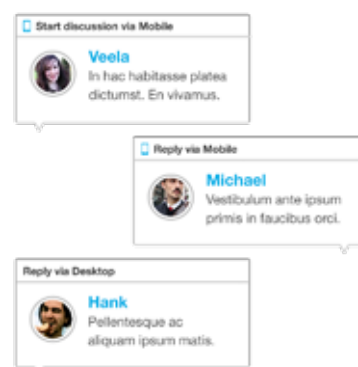 Start discussion via Mobile
Veela
In hac habitasse platea
dictumst. En vivamus.
Reply via Mobile
Michael
Vestibulum ante ipsum
primis in faucibus orci.
Reply via Desktop
Hank
Pellentesque ac
aliquam ipsum matis.